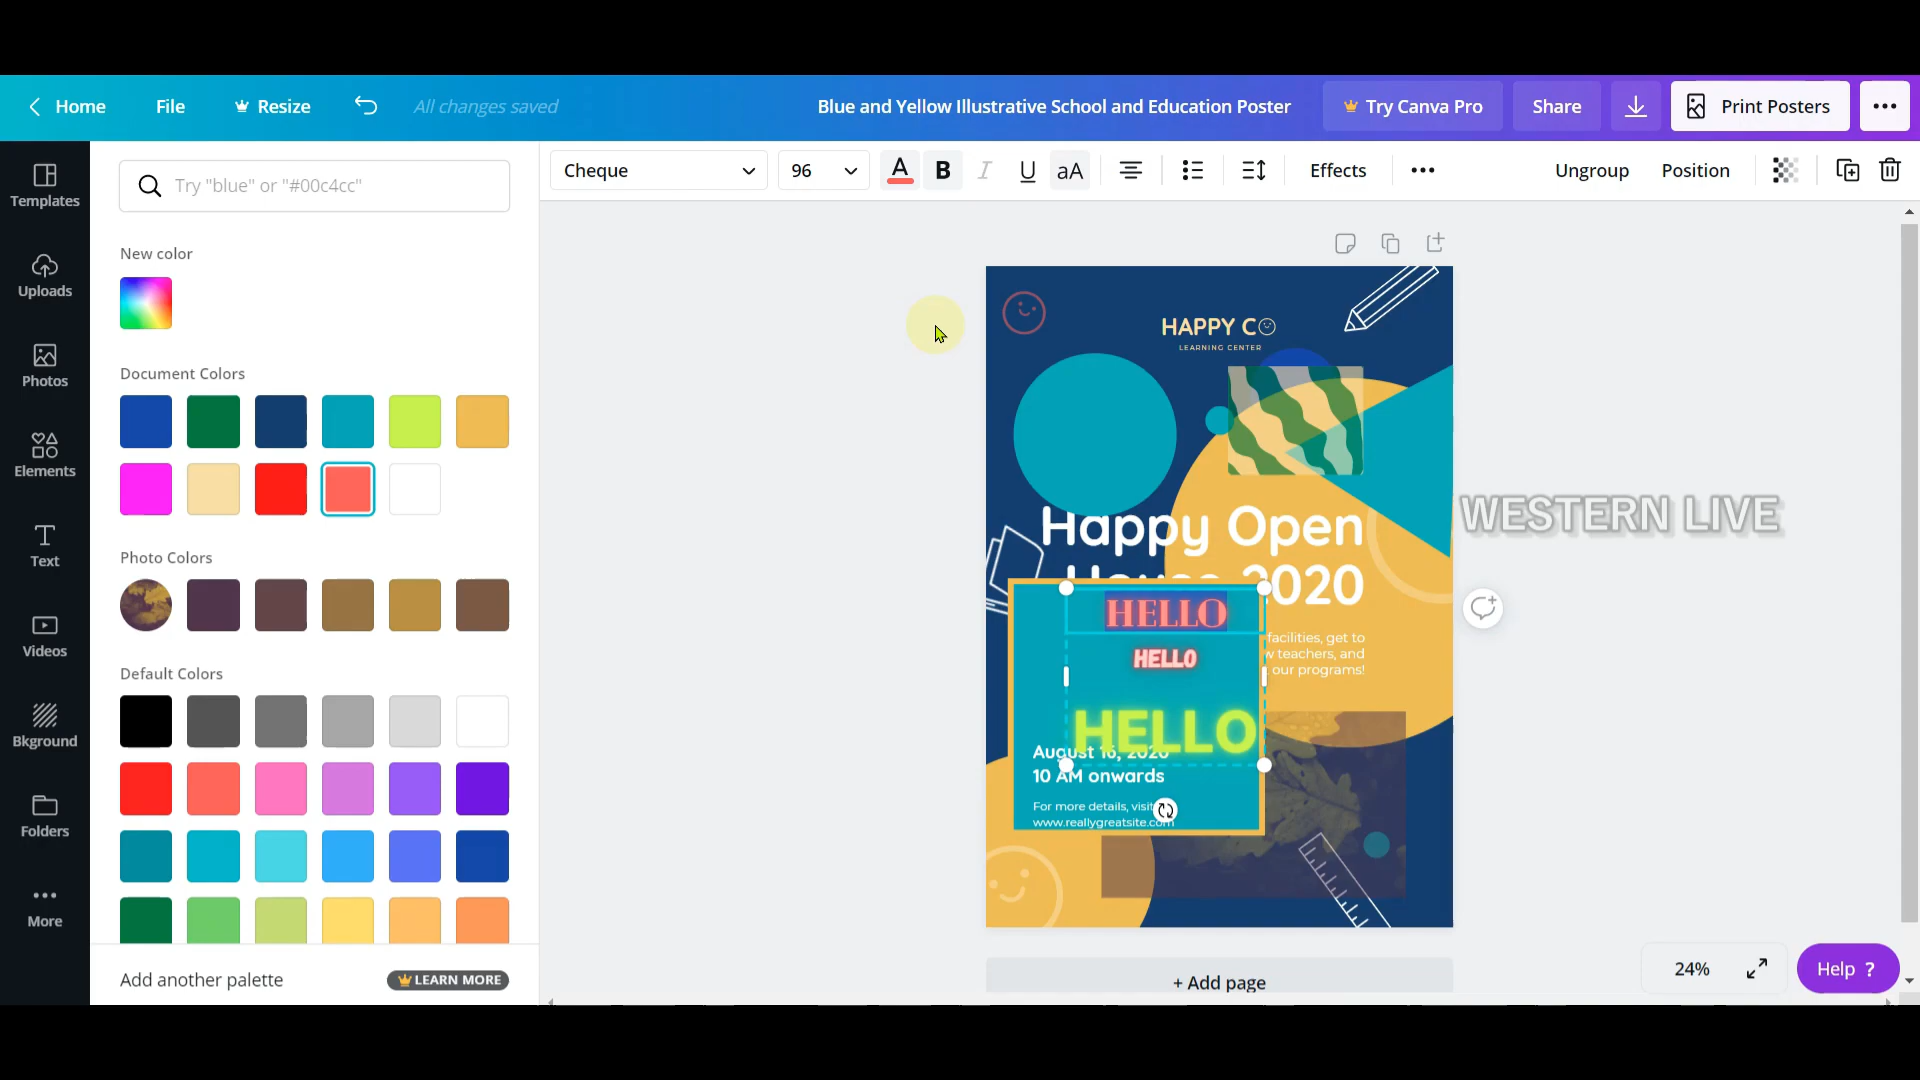 Home
File
Resize
All changes saved
Blue and Yellow Illustrative School and Education Poster
Try Canva Pro
Share
Print Posters
Templates
Uploads
Photos
Elements
Text
Videos
Bkground
Folders
More
Try "blue" or "#00c4cc"
New color
Document Colors
Photo Colors
Default Colors
Add another palette
LEARN MORE
Cheque
96
A
B
I
U
aA
Effects
Ungroup
Position
HAPPY CO
LEARNING CENTER
Happy Open
2020
facilities, get to
teachers, and
our programs!
HELLO
HELLO
HELLO
August 16, 2020
10 AM onwards
For more details, visit
www.reallygreatsite.com
WESTERN LIVE
+ Add page
24%
Help ?